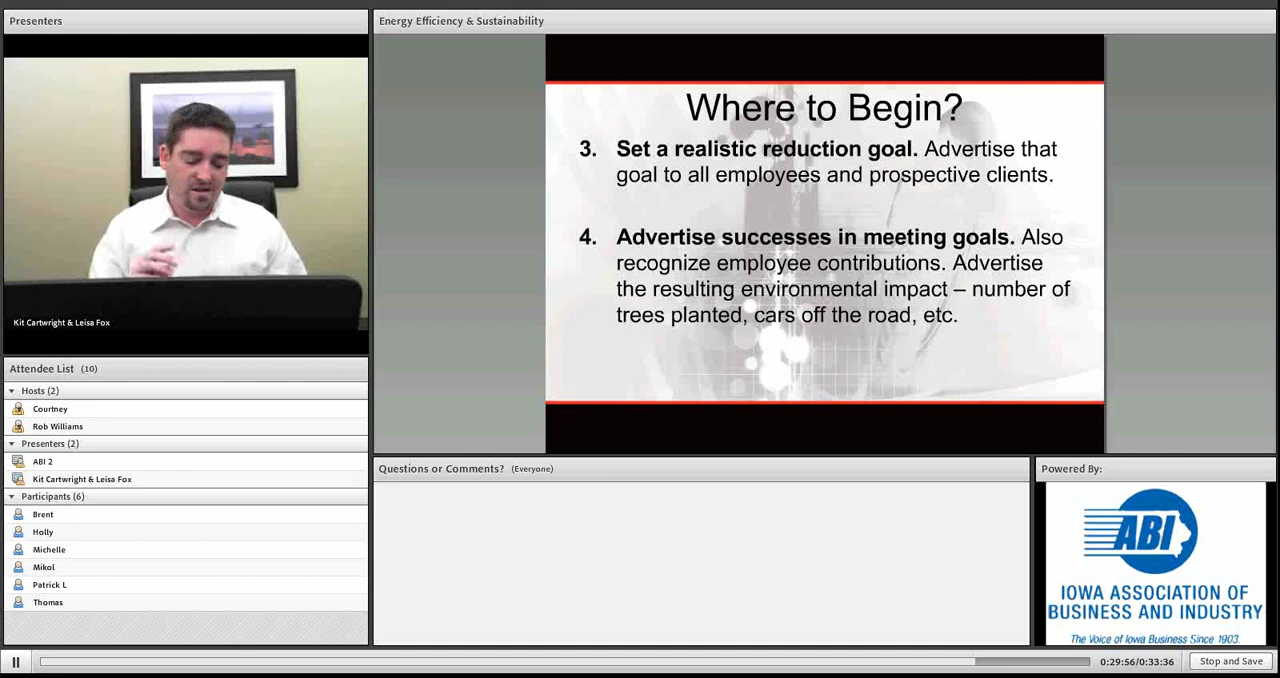 Presenters
Kit Cartwright & Leisa Fox
Attendee List (10)
Hosts (2)
Courtney
Rob Williams
Presenters (2)
ABI 2
Kit Cartwright & Leisa Fox
Participants (6)
Brent
Holly
Michelle
Mikol
Patrick L
Thomas
Energy Efficiency & Sustainability
Where to Begin?
3. Set a realistic reduction goal. Advertise that
goal to all employees and prospective clients.
4. Advertise successes in meeting goals. Also
recognize employee contributions. Advertise
the resulting environmental impact – number of
trees planted, cars off the road, etc.
Questions or Comments? (Everyone)
Powered By:
ABI
IOWA ASSOCIATION OF
BUSINESS AND INDUSTRY
The Voice of Iowa Business Since 1903.
0:29:56/0:33:36
Stop and Save